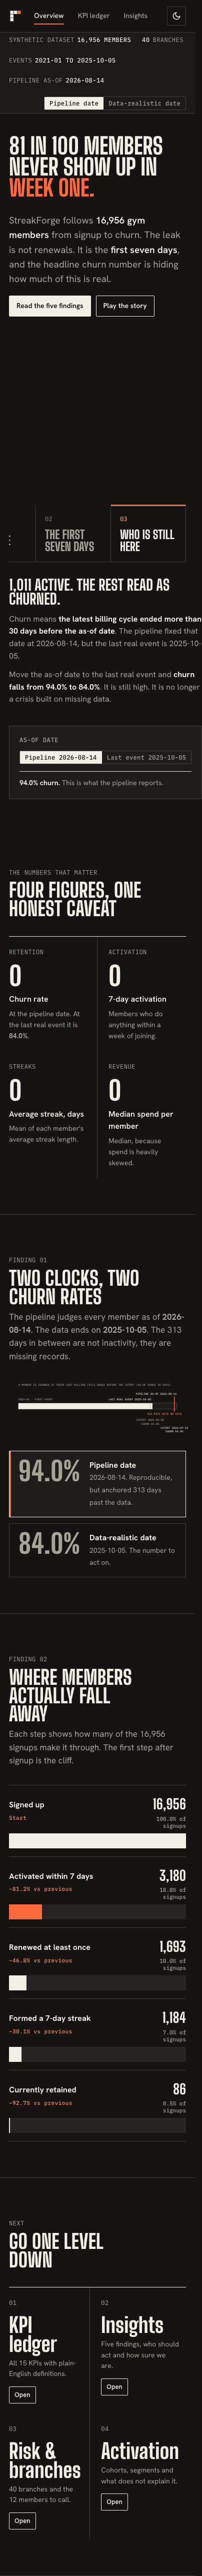 Overview KPI ledger Insights
SYNTHETIC DATASET 16,956 MEMBERS 40 BRANCHES
EVENTS 2021-01 TO 2025-10-05
PIPELINE AS-OF 2026-08-14
Pipeline date Data-realistic date
81 IN 100 MEMBERS
NEVER SHOW UP IN
WEEK ONE.
StreakForge follows 16,956 gym
members from signup to churn. The leak
is not renewals. It is the first seven days,
and the headline churn number is hiding
how much of this is real.
Read the five findings Play the story
02 03
THE FIRST WHO IS STILL
SEVEN DAYS HERE
1,011 ACTIVE. THE REST READ AS
CHURNED.
Churn means the latest billing cycle ended more than
30 days before the as-of date. The pipeline fixed that
date at 2026-08-14, but the last real event is 2025-10-
05.
Move the as-of date to the last real event and churn
falls from 94.0% to 84.0%. It is still high. It is no longer
a crisis built on missing data.
AS-OF DATE
Pipeline 2026-08-14 Last event 2025-10-05
94.0% churn. This is what the pipeline reports.
THE NUMBERS THAT MATTER
FOUR FIGURES, ONE
HONEST CAVEAT
RETENTION
0
Churn rate
At the pipeline date. At
the last real event it is
84.0%.
ACTIVATION
0
7-day activation
Members who do
anything within a
week of joining.
STREAKS
0
Average streak, days
Mean of each member's
average streak length.
REVENUE
0
Median spend per
member
Median, because
spend is heavily
skewed.
FINDING 01
TWO CLOCKS, TWO
CHURN RATES
The pipeline judges every member as of 2026-
08-14. The data ends on 2025-10-05. The 313
days in between are not inactivity, they are
missing records.
94.0%
Pipeline date
2026-08-14. Reproducible,
but anchored 313 days
past the data.
84.0%
Data-realistic date
2025-10-05. The number to
act on.
FINDING 02
WHERE MEMBERS
ACTUALLY FALL
AWAY
Each step shows how many of the 16,956
signups make it through. The first step after
signup is the cliff.
Signed up 16,956
Start 100.0% of
signups
Activated within 7 days 3,180
−81.2% vs previous 18.8% of
signups
Renewed at least once 1,693
−46.8% vs previous 10.0% of
signups
Formed a 7-day streak 1,184
−30.1% vs previous 7.0% of
signups
Currently retained 86
−92.7% vs previous 0.5% of
signups
NEXT
GO ONE LEVEL
DOWN
01
KPI
ledger
All 15 KPIs with plain-
English definitions.
Open
02
Insights
Five findings, who should
act and how sure we
are.
Open
03
Risk &
branches
40 branches and the
12 members to call.
Open
04
Activation
Cohorts, segments and
what does not explain it.
Open